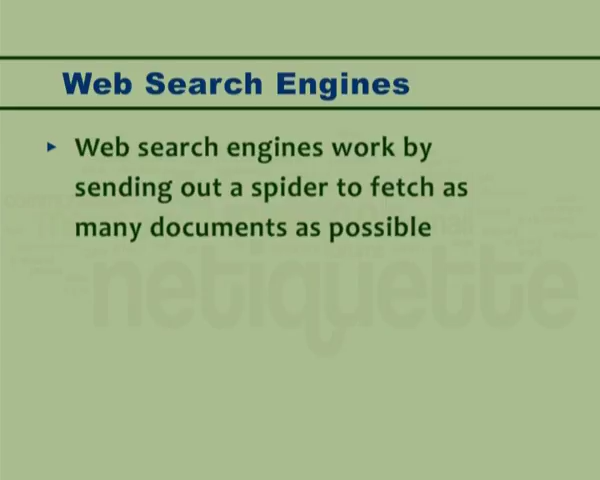 Web Search Engines
Web search engines work by
sending out a spider to fetch as
many documents as possible
netiquette